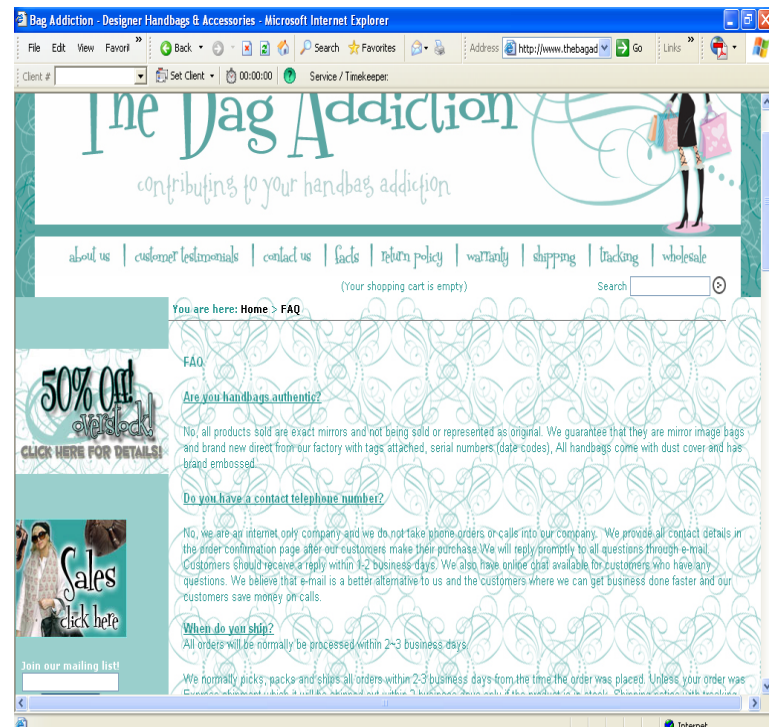 Bag Addiction - Designer Handbags & Accessories - Microsoft Internet Explorer
File Edit View Favori » Back Search Favorites Address http://www.thebagad Go Links »
Client # Set Client 00:00:00 Service / Timekeeper:
The Bag Addiction
contributing to your handbag addiction
about us | customer testimonials | contact us | facts | return policy | warranty | shipping | tracking | wholesale
(Your shopping cart is empty) Search
You are here: Home > FAQ
50% Off!
overstock!
CLICK HERE FOR DETAILS!
Sales
click here
Join our mailing list!
FAQ
Are you handbags authentic?
No, all products sold are exact mirrors and not being sold or represented as original. We guarantee that they are mirror image bags
and brand new direct from our factory with tags attached, serial numbers (date codes), All handbags come with dust cover and has
brand embossed.
Do you have a contact telephone number?
No, we are an internet only company and we do not take phone orders or calls into our company. We provide all contact details in
the order confirmation page after our customers make their purchase.We will reply promptly to all questions through e-mail.
Customers should receive a reply within 1-2 business days. We also have online chat available for customers who have any
questions. We believe that e-mail is a better alternative to us and the customers where we can get business done faster and our
customers save money on calls.
When do you ship?
All orders will be normally be processed within 2~3 business days.
We normally picks, packs and ships all orders within 2-3 business days from the time the order was placed. Unless your order was
Internet